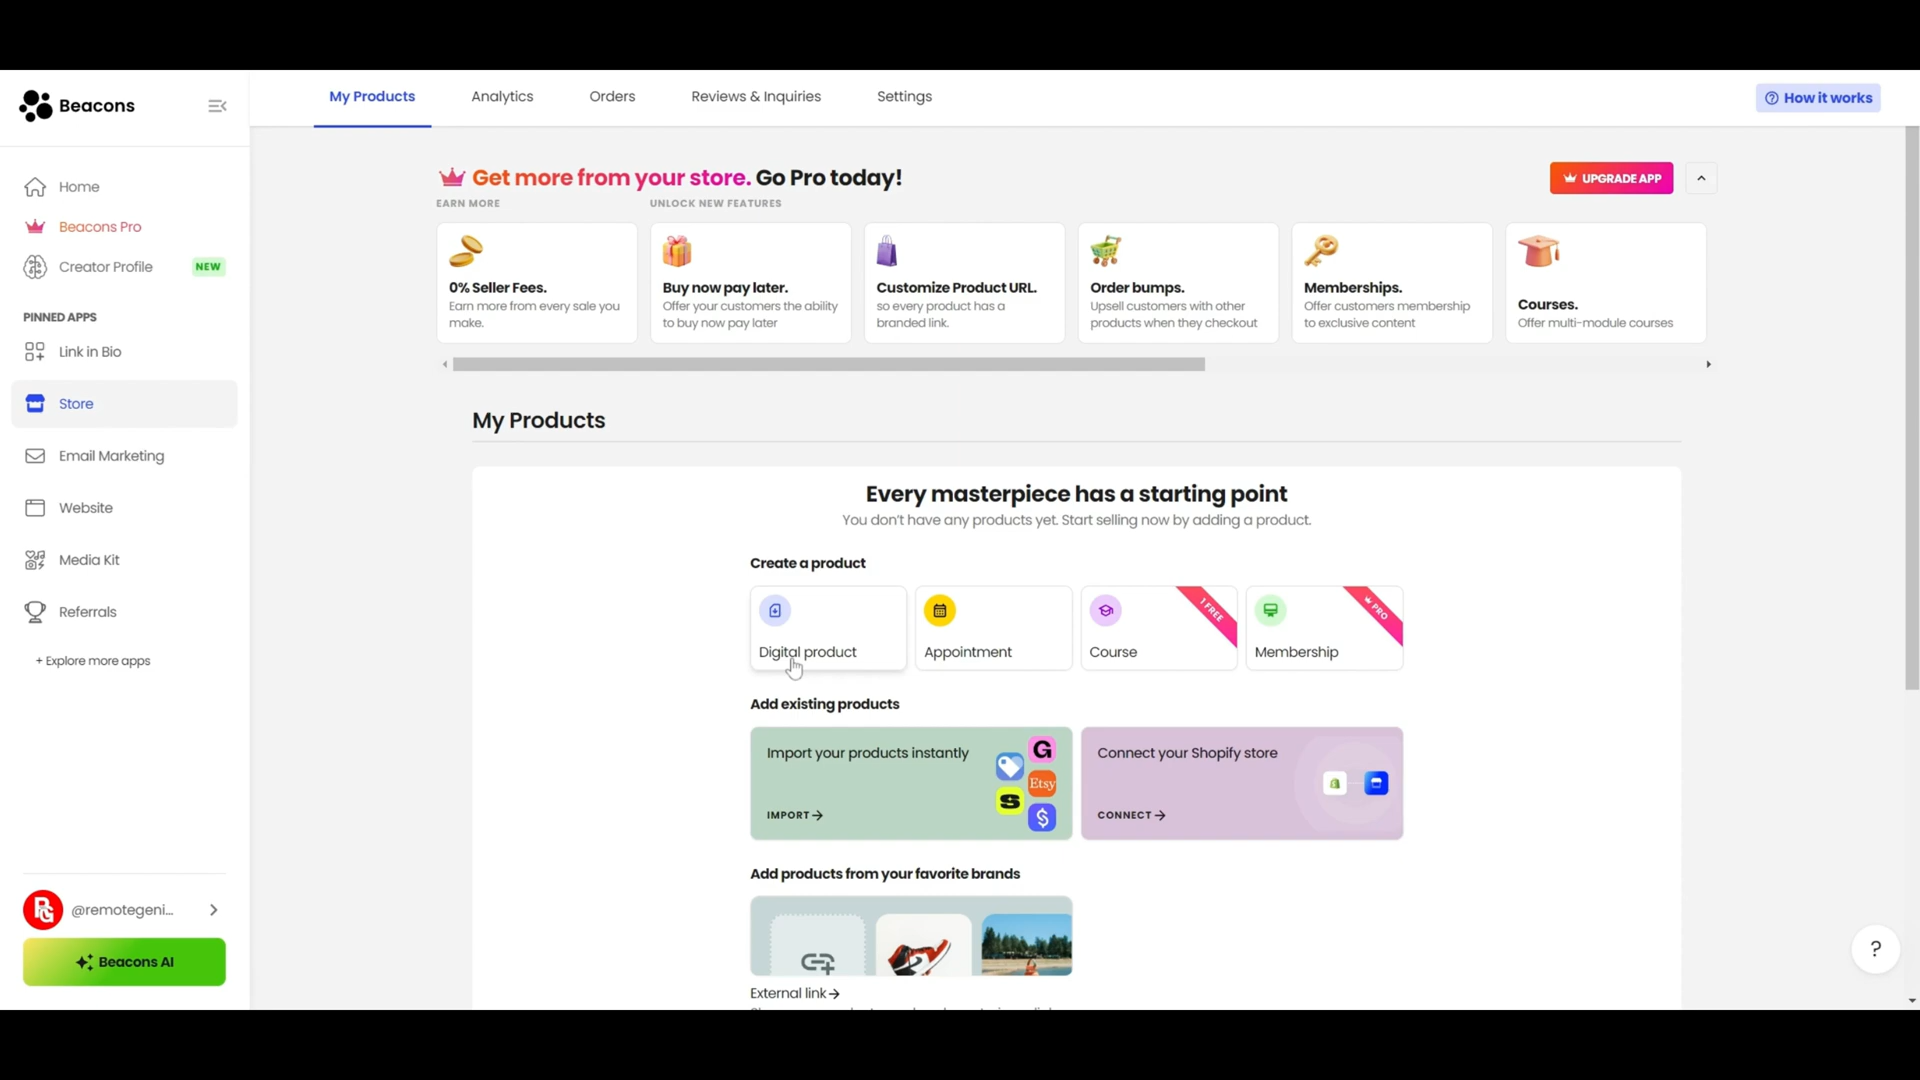 Beacons
My Products
Analytics
Orders
Reviews & Inquiries
Settings
How it works
Home
Beacons Pro
Creator Profile
NEW
PINNED APPS
Link in Bio
Store
Email Marketing
Website
Media Kit
Referrals
+ Explore more apps
@remotegeni...
Beacons AI
Get more from your store. Go Pro today!
UPGRADE APP
EARN MORE
UNLOCK NEW FEATURES
0% Seller Fees.
Earn more from every sale you
make.
Buy now pay later.
Offer your customers the ability
to buy now pay later
Customize Product URL.
so every product has a
branded link.
Order bumps.
Upsell customers with other
products when they checkout
Memberships.
Offer customers membership
to exclusive content
Courses.
Offer multi-module courses
My Products
Every masterpiece has a starting point
You don't have any products yet. Start selling now by adding a product.
Create a product
Digital product
Appointment
Course
1 FREE
Membership
PRO
Add existing products
Import your products instantly
IMPORT
G
Etsy
S
$
Connect your Shopify store
CONNECT
Add products from your favorite brands
External link
?